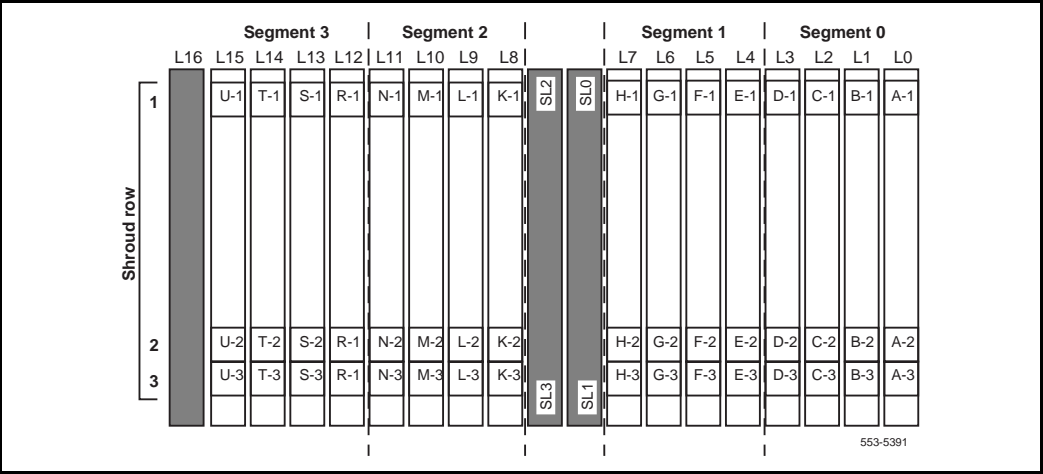 Segment 3 Segment 2 Segment 1 Segment 0
L16 L15 L14 L13 L12 L11 L10 L9 L8 L7 L6 L5 L4 L3 L2 L1 L0
1 U-1 T-1 S-1 R-1 N-1 M-1 L-1 K-1 SL2 SL0 H-1 G-1 F-1 E-1 D-1 C-1 B-1 A-1
Shroud row
2 U-2 T-2 S-2 R-1 N-2 M-2 L-2 K-2 H-2 G-2 F-2 E-2 D-2 C-2 B-2 A-2
3 U-3 T-3 S-3 R-1 N-3 M-3 L-3 K-3 SL3 SL1 H-3 G-3 F-3 E-3 D-3 C-3 B-3 A-3
553-5391